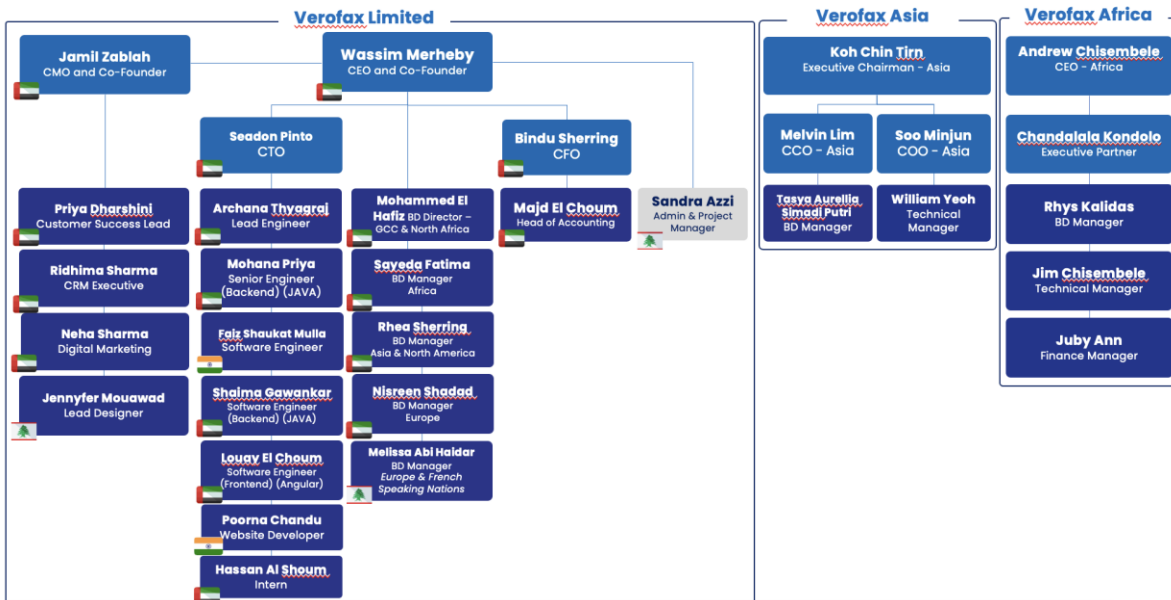 Verofax Limited
Jamil Zablah
CMO and Co-Founder
Wassim Merheby
CEO and Co-Founder
Seadon Pinto
CTO
Bindu Sherring
CFO
Priya Dharshini
Customer Success Lead
Ridhima Sharma
CRM Executive
Neha Sharma
Digital Marketing
Jennyfer Mouawad
Lead Designer
Archana Thyagraj
Lead Engineer
Mohana Priya
Senior Engineer
(Backend) (JAVA)
Faiz Shaukat Mulla
Software Engineer
Shaima Gawankar
Software Engineer
(Backend) (JAVA)
Louay El Choum
Software Engineer
(Frontend) (Angular)
Poorna Chandu
Website Developer
Hassan Al Shoum
Intern
Mohammed El
Hafiz BD Director –
GCC & North Africa
Sayeda Fatima
BD Manager
Africa
Rhea Sherring
BD Manager
Asia & North America
Nisreen Shadad
BD Manager
Europe
Melissa Abi Haidar
BD Manager
Europe & French
Speaking Nations
Majd El Choum
Head of Accounting
Sandra Azzi
Admin & Project
Manager
Verofax Asia
Koh Chin Tirn
Executive Chairman - Asia
Melvin Lim
CCO - Asia
Soo Minjun
COO - Asia
Tasya Aurellia
Simadi Putri
BD Manager
William Yeoh
Technical
Manager
Verofax Africa
Andrew Chisembele
CEO - Africa
Chandalala Kondolo
Executive Partner
Rhys Kalidas
BD Manager
Jim Chisembele
Technical Manager
Juby Ann
Finance Manager